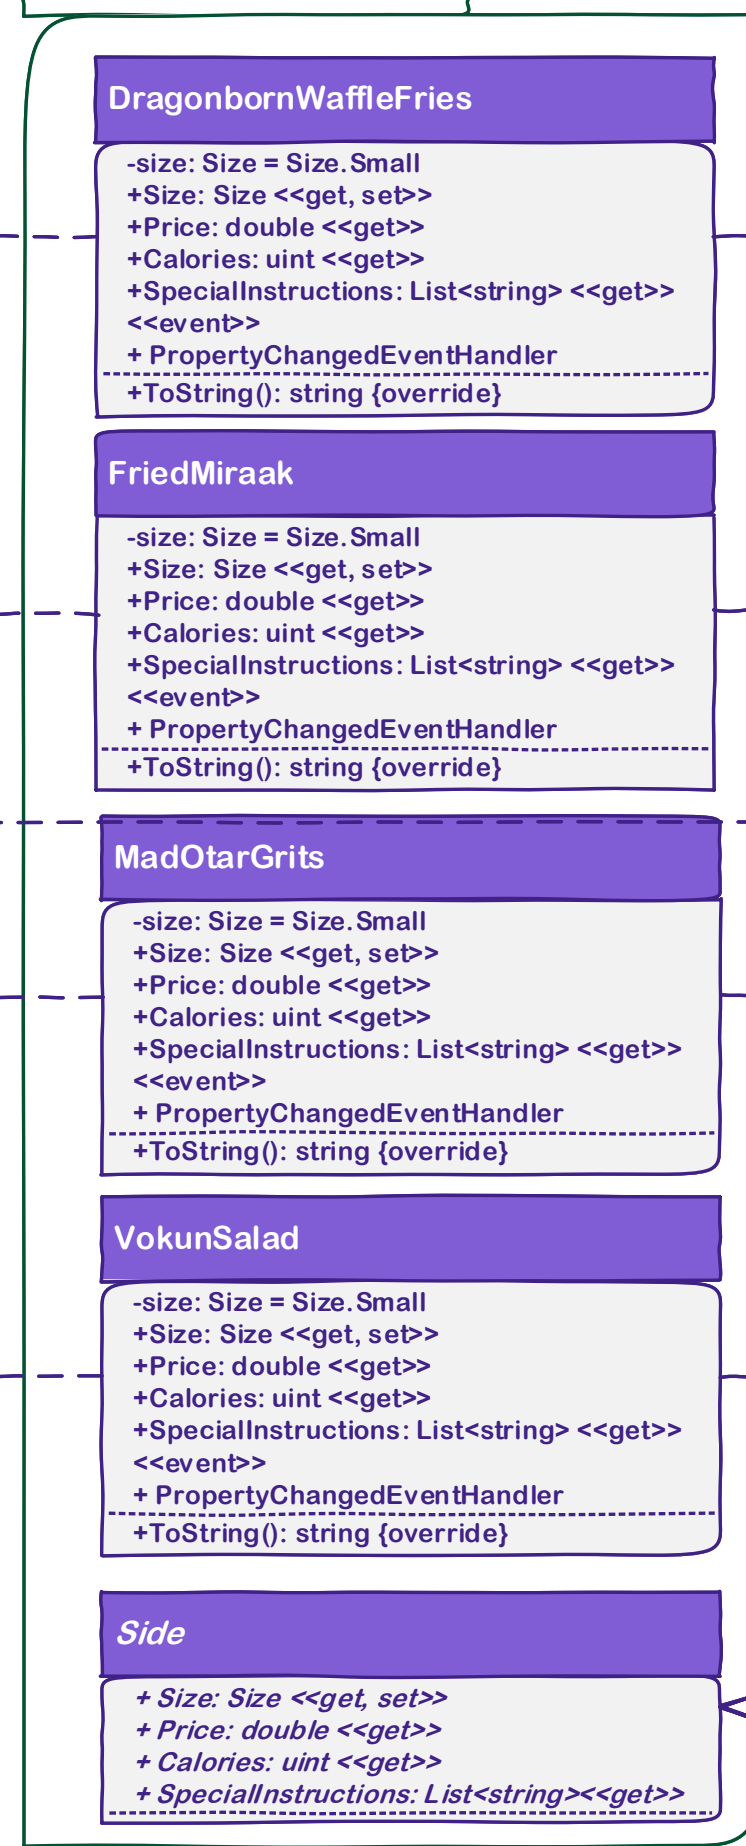 DragonbornWaffleFries
-size: Size = Size.Small
+Size: Size <<get, set>>
+Price: double <<get>>
+Calories: uint <<get>>
+SpecialInstructions: List<string> <<get>>
<<event>>
+ PropertyChangedEventHandler
+ToString(): string {override}
FriedMiraak
-size: Size = Size.Small
+Size: Size <<get, set>>
+Price: double <<get>>
+Calories: uint <<get>>
+SpecialInstructions: List<string> <<get>>
<<event>>
+ PropertyChangedEventHandler
+ToString(): string {override}
MadOtarGrits
-size: Size = Size.Small
+Size: Size <<get, set>>
+Price: double <<get>>
+Calories: uint <<get>>
+SpecialInstructions: List<string> <<get>>
<<event>>
+ PropertyChangedEventHandler
+ToString(): string {override}
VokunSalad
-size: Size = Size.Small
+Size: Size <<get, set>>
+Price: double <<get>>
+Calories: uint <<get>>
+SpecialInstructions: List<string> <<get>>
<<event>>
+ PropertyChangedEventHandler
+ToString(): string {override}
Side
+ Size: Size <<get, set>>
+ Price: double <<get>>
+ Calories: uint <<get>>
+ SpecialInstructions: List<string><<get>>